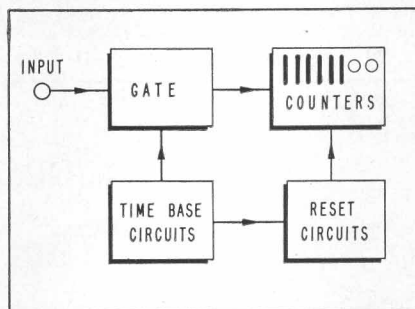 INPUT
GATE
COUNTERS
TIME BASE
CIRCUITS
RESET
CIRCUITS